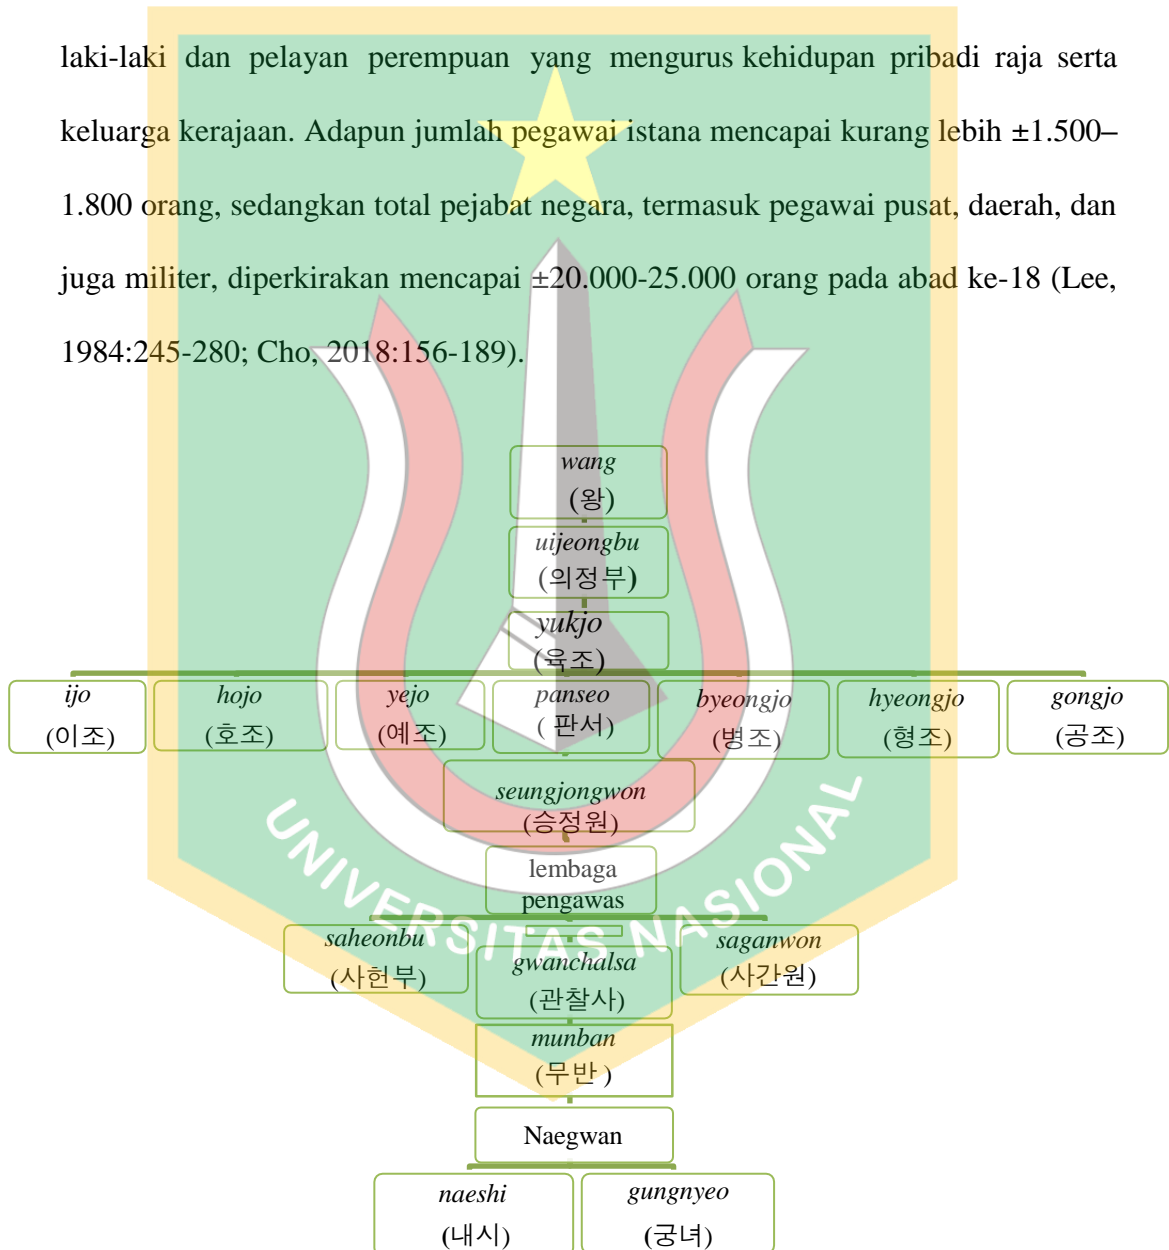 laki-laki dan pelayan perempuan yang mengurus kehidupan pribadi raja serta
keluarga kerajaan. Adapun jumlah pegawai istana mencapai kurang lebih ±1.500–
1.800 orang, sedangkan total pejabat negara, termasuk pegawai pusat, daerah, dan
juga militer, diperkirakan mencapai ±20.000-25.000 orang pada abad ke-18 (Lee,
1984:245-280; Cho, 2018:156-189).
wang
(왕)
uijeongbu
(의정부)
yukjo
(육조)
ijo
(이조)
hojo
(호조)
yejo
(예조)
panseo
( 판서)
byeongjo
(병조)
hyeongjo
(형조)
gongjo
(공조)
seungjongwon
(승정원)
lembaga
pengawas
saheonbu
(사헌부)
gwanchalsa
(관찰사)
saganwon
(사간원)
munban
(무반 )
Naegwan
naeshi
(내시)
gungnyeo
(궁녀)
UNIVERSITAS NASIONAL